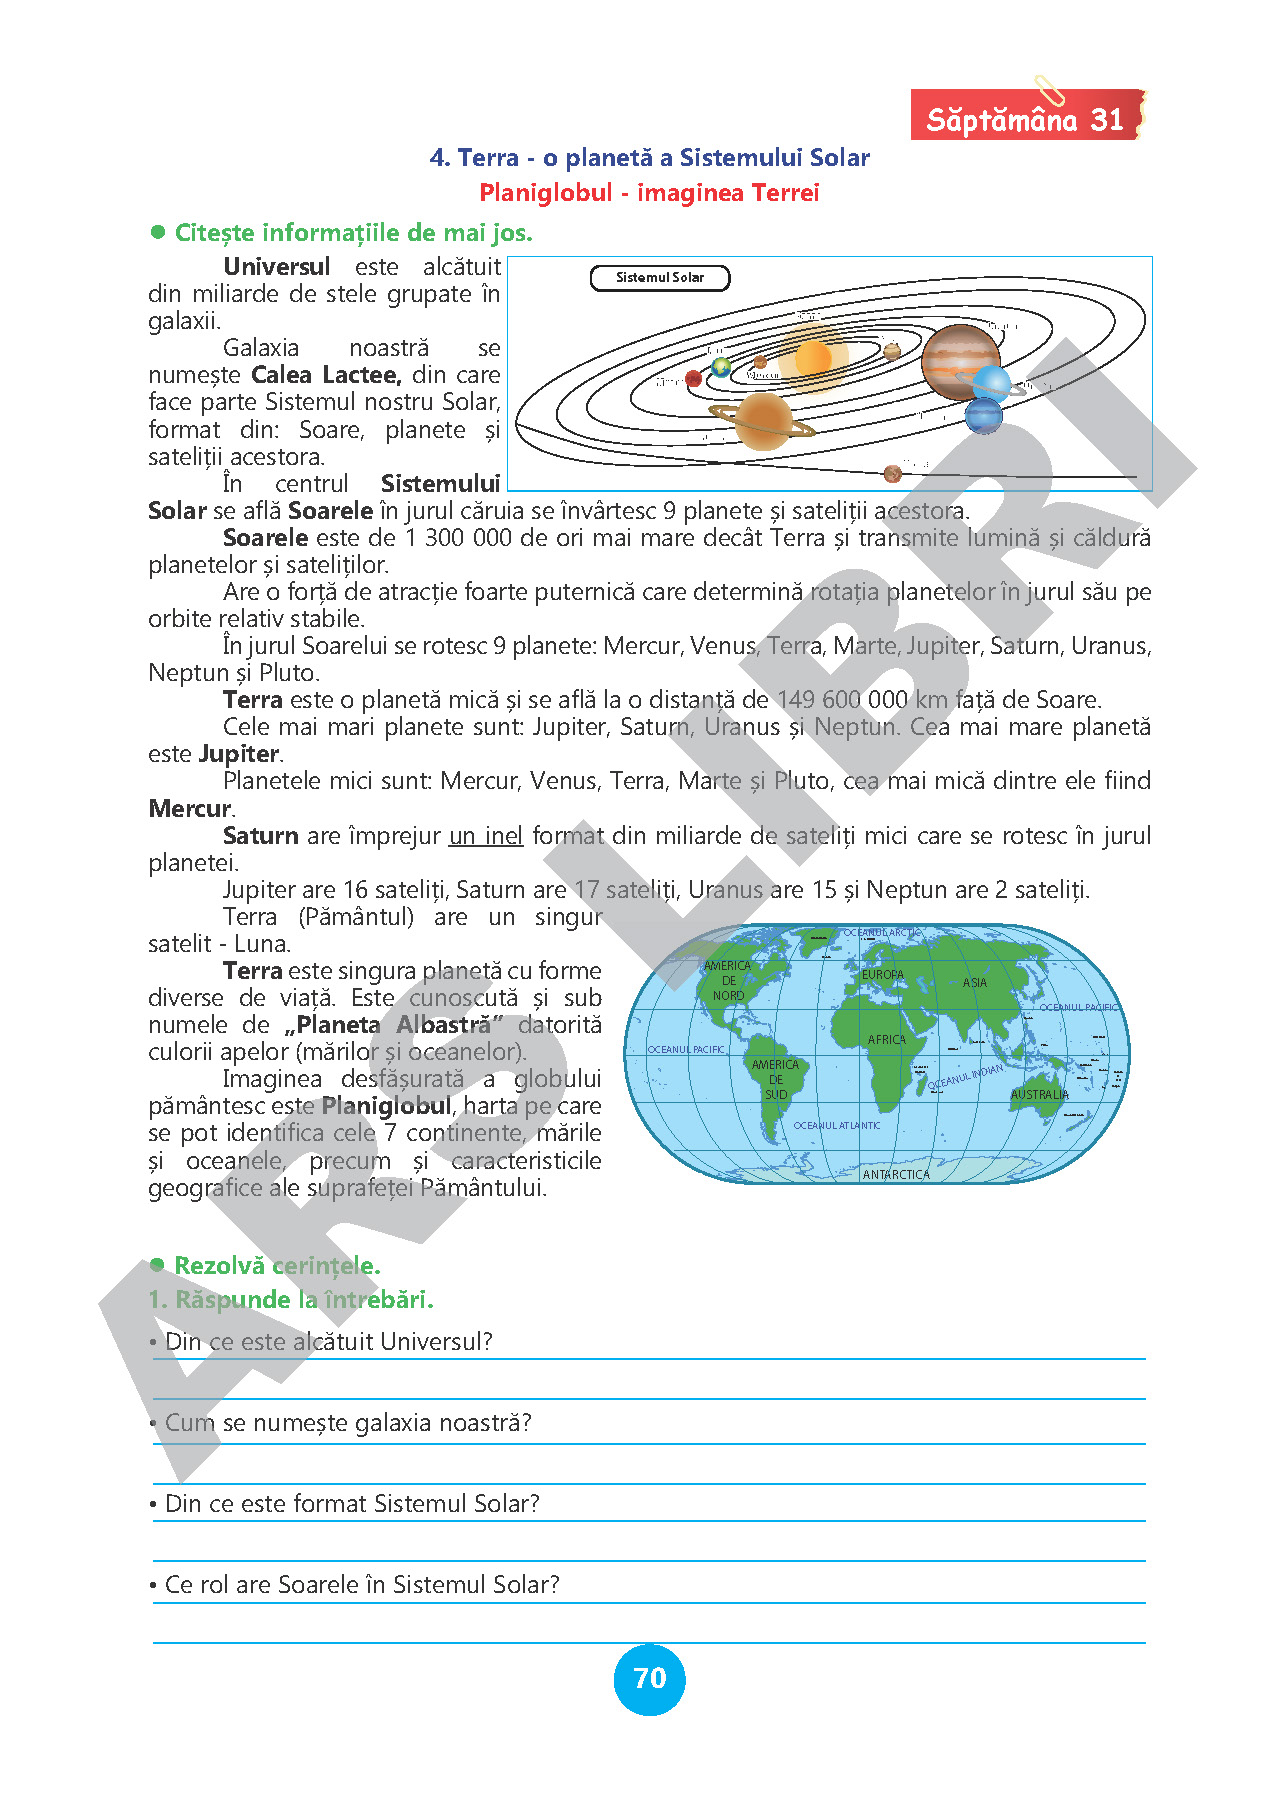 Săptămâna 31
4. Terra - o planetă a Sistemului Solar
Planiglobul - imaginea Terrei
• Citește informațiile de mai jos.
Universul este alcătuit
din miliarde de stele grupate în
galaxii.
Galaxia noastră se
numește Calea Lactee, din care
face parte Sistemul nostru Solar,
format din: Soare, planete și
sateliții acestora.
În centrul Sistemului
Sistemul Solar
Solar se află Soarele în jurul căruia se învârtesc 9 planete și sateliții acestora.
Soarele este de 1 300 000 de ori mai mare decât Terra și transmite lumină și căldură
planetelor și sateliților.
Are o forță de atracție foarte puternică care determină rotația planetelor în jurul său pe
orbite relativ stabile.
În jurul Soarelui se rotesc 9 planete: Mercur, Venus, Terra, Marte, Jupiter, Saturn, Uranus,
Neptun și Pluto.
Terra este o planetă mică și se află la o distanță de 149 600 000 km față de Soare.
Cele mai mari planete sunt: Jupiter, Saturn, Uranus și Neptun. Cea mai mare planetă
este Jupiter.
Planetele mici sunt: Mercur, Venus, Terra, Marte și Pluto, cea mai mică dintre ele fiind
Mercur.
Saturn are împrejur un inel format din miliarde de sateliți mici care se rotesc în jurul
planetei.
Jupiter are 16 sateliți, Saturn are 17 sateliți, Uranus are 15 și Neptun are 2 sateliți.
Terra (Pământul) are un singur
satelit - Luna.
Terra este singura planetă cu forme
diverse de viață. Este cunoscută și sub
numele de „Planeta Albastră” datorită
culorii apelor (mărilor și oceanelor).
Imaginea desfășurată a globului
pământesc este Planiglobul, harta pe care
se pot identifica cele 7 continente, mările
și oceanele, precum și caracteristicile
geografice ale suprafeței Pământului.
OCEANUL ARCTIC
AMERICA
DE
NORD
EUROPA
ASIA
OCEANUL PACIFIC
AFRICA
OCEANUL PACIFIC
AMERICA
DE
SUD
OCEANUL INDIAN
AUSTRALIA
OCEANUL ATLANTIC
ANTARCTICA
• Rezolvă cerințele.
1. Răspunde la întrebări.
• Din ce este alcătuit Universul?
• Cum se numește galaxia noastră?
• Din ce este format Sistemul Solar?
• Ce rol are Soarele în Sistemul Solar?
70
ARS LIBRI